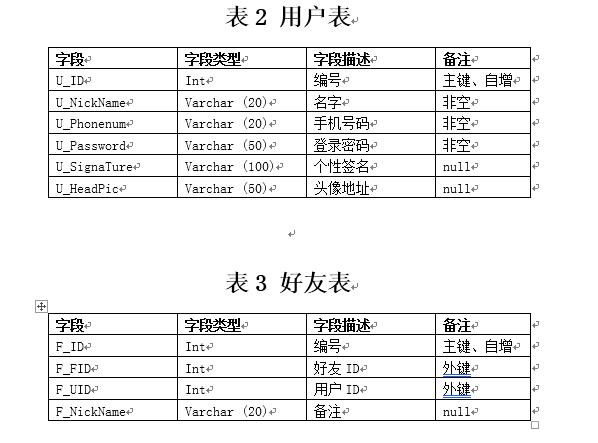 表 2 用户表
字段 字段类型 字段描述 备注
U_ID Int 编号 主键、自增
U_NickName Varchar (20) 名字 非空
U_Phonenum Varchar (20) 手机号码 非空
U_Password Varchar (50) 登录密码 非空
U_SignaTure Varchar (100) 个性签名 null
U_HeadPic Varchar (50) 头像地址 null
表 3 好友表
字段 字段类型 字段描述 备注
F_ID Int 编号 主键、自增
F_FID Int 好友 ID 外键
F_UID Int 用户 ID 外键
F_NickName Varchar (20) 备注 null